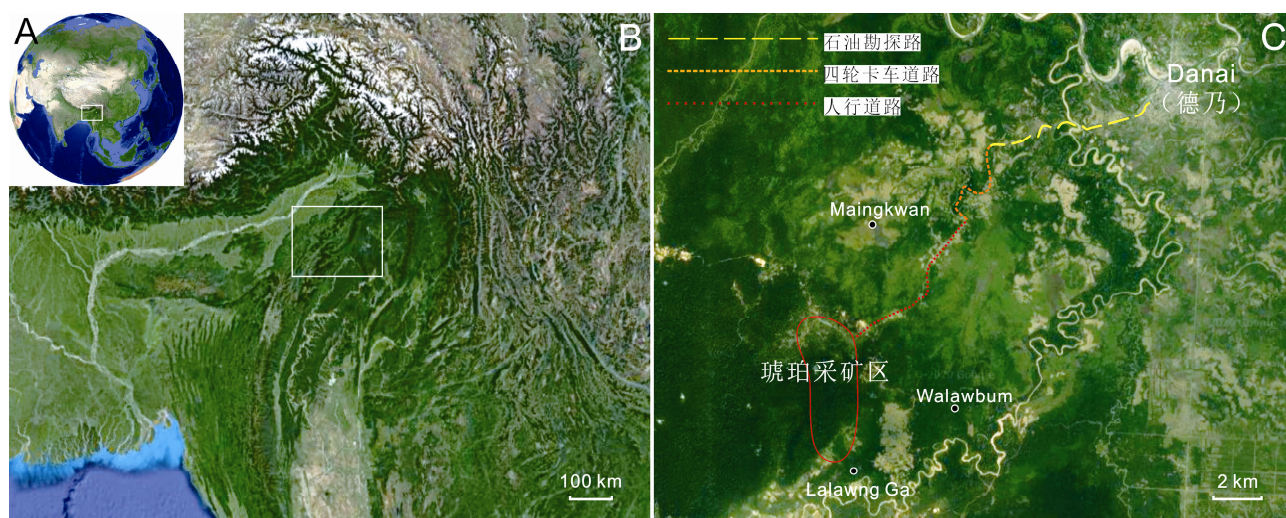 A
B
100 km
C
石油勘探路
四轮卡车道路
人行道路
Danai
（德乃）
Maingkwan
琥珀采矿区
Walawbum
Lalawng Ga
2 km